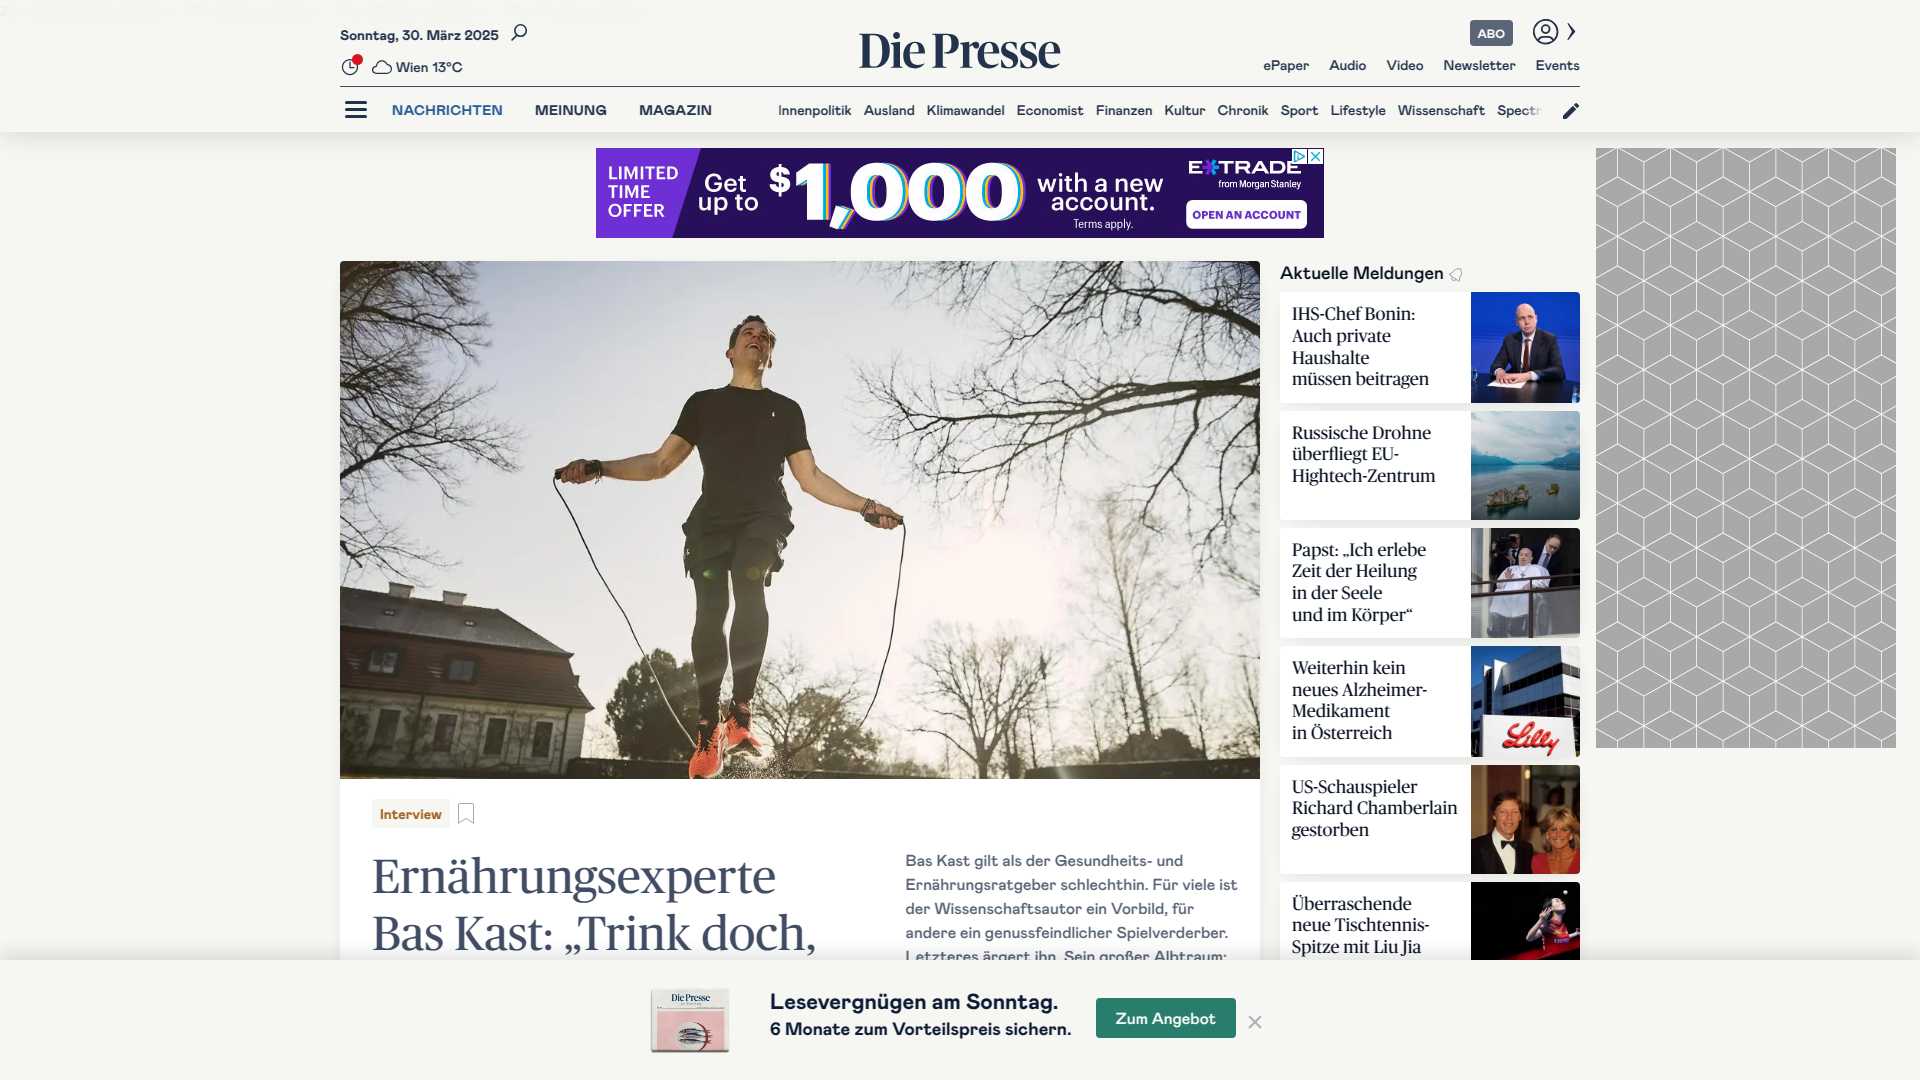 Sonntag, 30. März 2025
Wien 13°C
Die Presse
ABO
ePaper Audio Video Newsletter Events
NACHRICHTEN MEINUNG MAGAZIN
Innenpolitik Ausland Klimawandel Economist Finanzen Kultur Chronik Sport Lifestyle Wissenschaft Spectr
LIMITED
TIME
OFFER
Get
up to
$1,000
with a new
account.
Terms apply.
E*TRADE
from Morgan Stanley
OPEN AN ACCOUNT
Interview
Ernährungsexperte
Bas Kast: „Trink doch,
Bas Kast gilt als der Gesundheits- und
Ernährungsratgeber schlechthin. Für viele ist
der Wissenschaftsautor ein Vorbild, für
andere ein genussfeindlicher Spielverderber.
Letzteres ärgert ihn. Sein großer Albtraum:
Aktuelle Meldungen
IHS-Chef Bonin:
Auch private
Haushalte
müssen beitragen
Russische Drohne
überfliegt EU-
Hightech-Zentrum
Papst: „Ich erlebe
Zeit der Heilung
in der Seele
und im Körper“
Weiterhin kein
neues Alzheimer-
Medikament
in Österreich
Lilly
US-Schauspieler
Richard Chamberlain
gestorben
Überraschende
neue Tischtennis-
Spitze mit Liu Jia
Die Presse
Lesevergnügen am Sonntag.
6 Monate zum Vorteilspreis sichern.
Zum Angebot